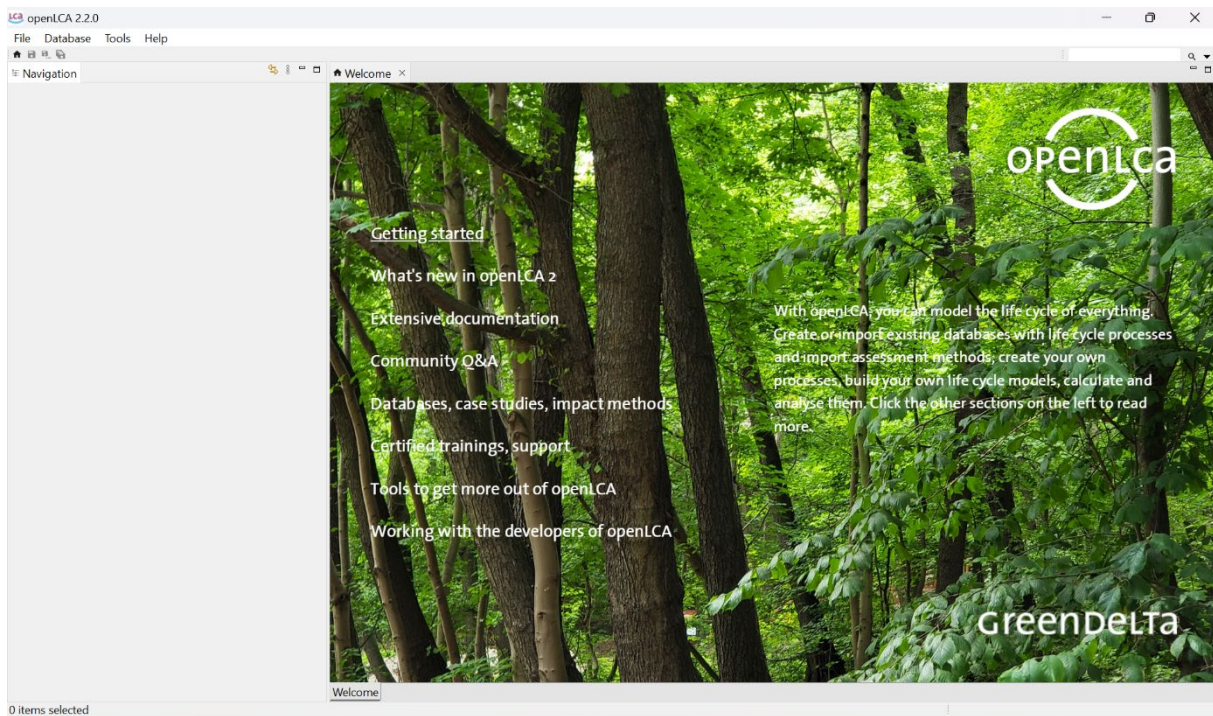 LCA openLCA 2.2.0
File Database Tools Help
Navigation
Welcome
openLCA
Getting started
What's new in openLCA 2
Extensive documentation
Community Q&A
Databases, case studies, impact methods
Certified trainings, support
Tools to get more out of openLCA
Working with the developers of openLCA
With openLCA, you can model the life cycle of everything.
Create or import existing databases with life cycle processes
and import assessment methods, create your own
processes, build your own life cycle models, calculate and
analyse them. Click the other sections on the left to read
more.
GreenDelta
Welcome
0 items selected